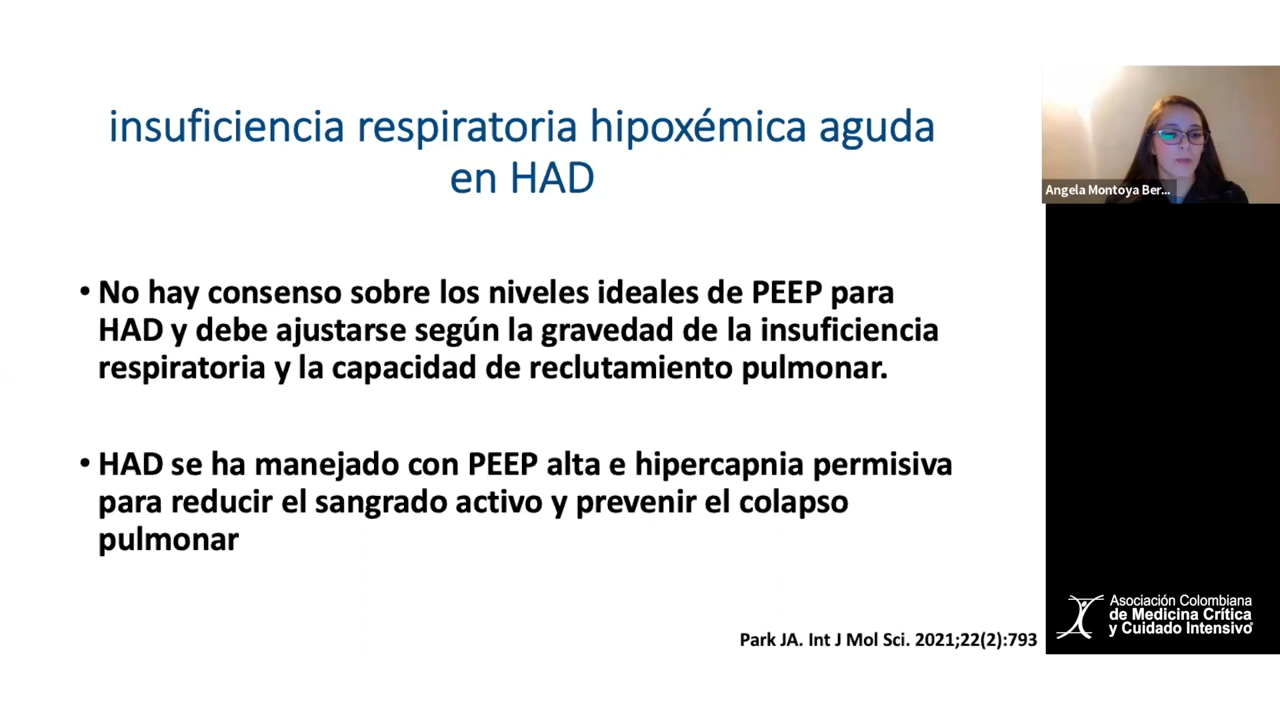 insuficiencia respiratoria hipoxémica aguda
en HAD
• No hay consenso sobre los niveles ideales de PEEP para
HAD y debe ajustarse según la gravedad de la insuficiencia
respiratoria y la capacidad de reclutamiento pulmonar.
• HAD se ha manejado con PEEP alta e hipercapnia permisiva
para reducir el sangrado activo y prevenir el colapso
pulmonar
Park JA. Int J Mol Sci. 2021;22(2):793
Angela Montoya Ber...
Asociación Colombiana
de Medicina Crítica
y Cuidado Intensivo